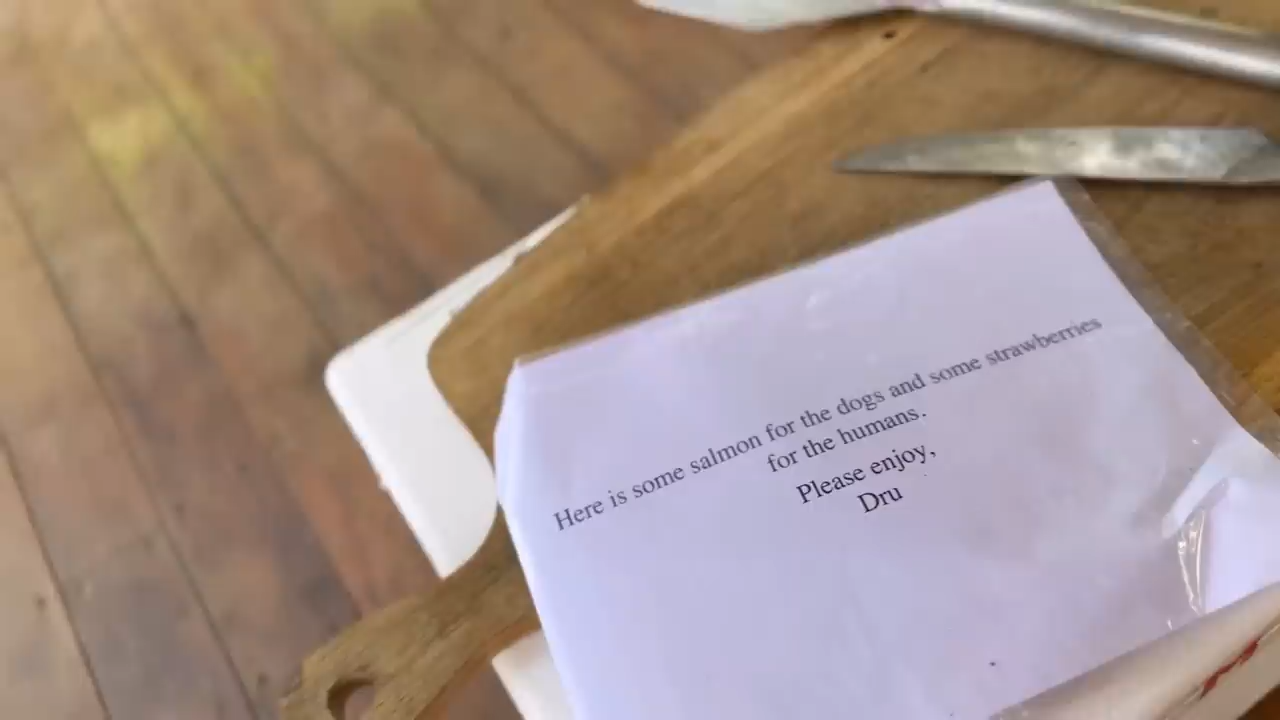 Here is some salmon for the dogs and some strawberries
for the humans.
Please enjoy,
Dru